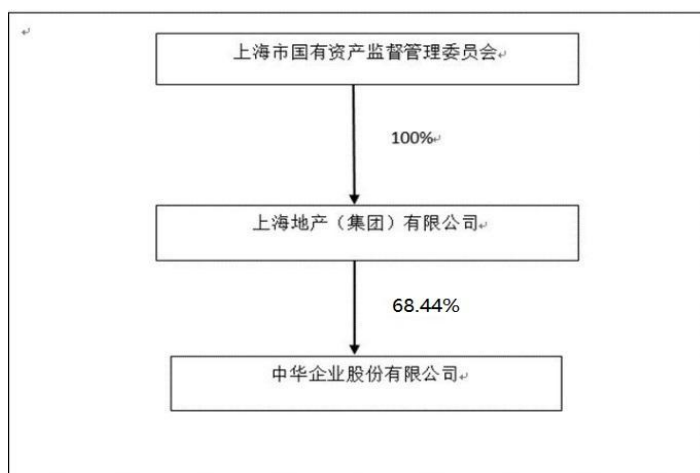 上海市国有资产监督管理委员会
100%
上海地产（集团）有限公司
68.44%
中华企业股份有限公司